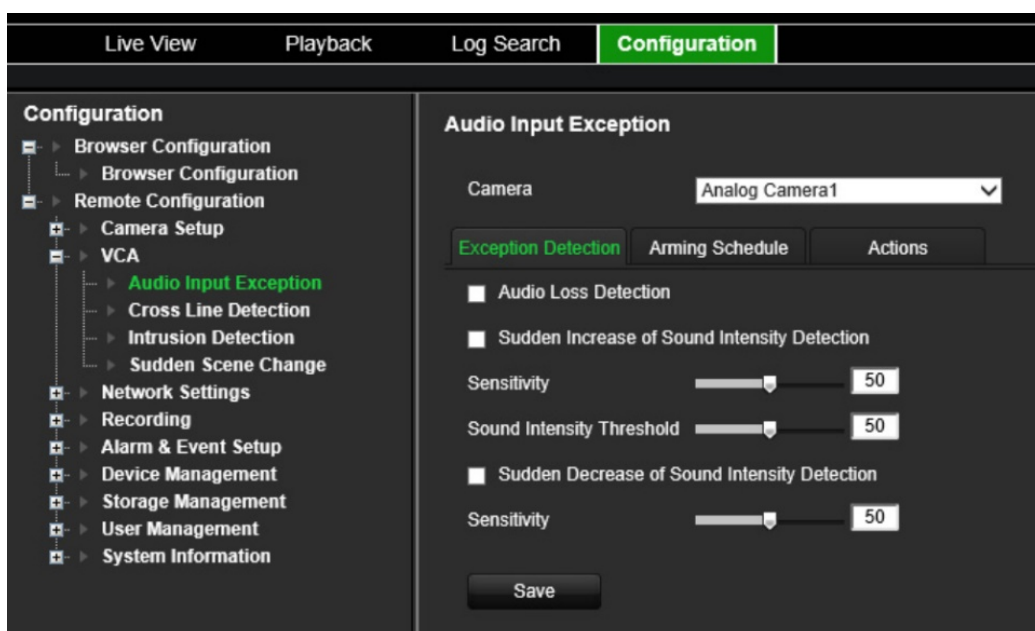 Live View Playback Log Search Configuration
Configuration
Browser Configuration
Browser Configuration
Remote Configuration
Camera Setup
VCA
Audio Input Exception
Cross Line Detection
Intrusion Detection
Sudden Scene Change
Network Settings
Recording
Alarm & Event Setup
Device Management
Storage Management
User Management
System Information
Audio Input Exception
Camera Analog Camera1
Exception Detection Arming Schedule Actions
Audio Loss Detection
Sudden Increase of Sound Intensity Detection
Sensitivity 50
Sound Intensity Threshold 50
Sudden Decrease of Sound Intensity Detection
Sensitivity 50
Save